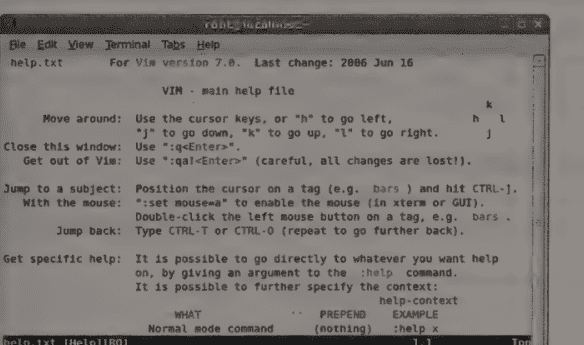 File Edit View Terminal Tabs Help
help.txt For Vim version 7.0. Last change: 2006 Jun 16
VIM - main help file
k
Move around: Use the cursor keys, or "h" to go left, h l
"j" to go down, "k" to go up, "l" to go right. j
Close this window: Use ":q<Enter>".
Get out of Vim: Use ":qa!<Enter>" (careful, all changes are lost!).
Jump to a subject: Position the cursor on a tag (e.g. bars ) and hit CTRL-].
With the mouse: ":set mouse=a" to enable the mouse (in xterm or GUI).
Double-click the left mouse button on a tag, e.g. bars .
Jump back: Type CTRL-T or CTRL-O (repeat to go further back).
Get specific help: It is possible to go directly to whatever you want help
on, by giving an argument to the :help command.
It is possible to further specify the context:
help-context
WHAT PREPEND EXAMPLE
Normal mode command (nothing) :help x
help.txt [Help][RO] 1,1 Top